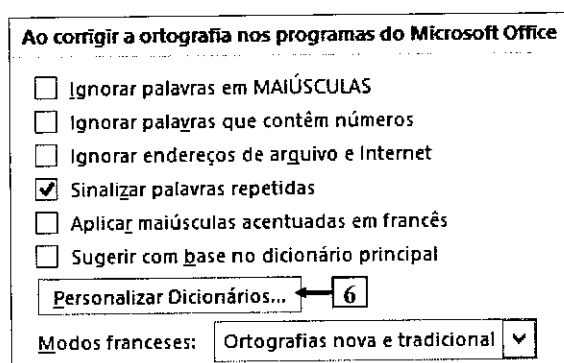 Ao corrigir a ortografia nos programas do Microsoft Office
Ignorar palavras em MAIÚSCULAS
Ignorar palavras que contêm números
Ignorar endereços de arquivo e Internet
Sinalizar palavras repetidas
Aplicar maiúsculas acentuadas em francês
Sugerir com base no dicionário principal
Personalizar Dicionários... 6
Modos franceses: Ortografias nova e tradicional